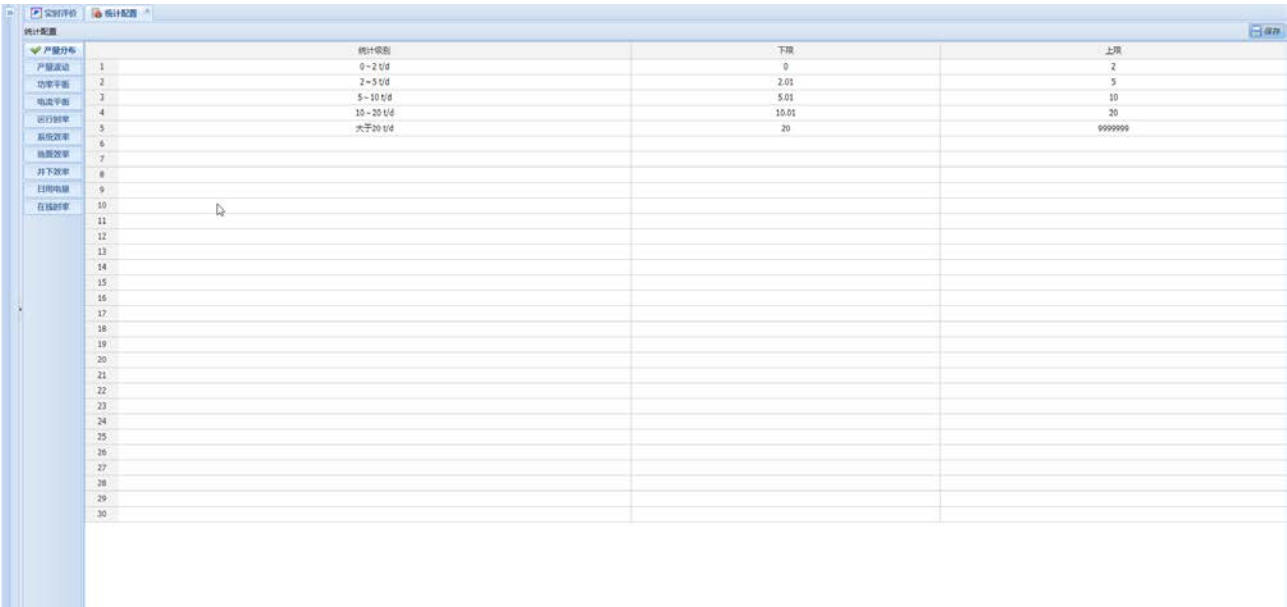 实时评价 统计配置
统计配置 保存
产量分布 统计级别 下限 上限
产量波动
功率平衡
电流平衡
运行时率
系统效率
地面效率
井下效率
日用电量
在线时率
1 0~2 t/d 0 2
2 2~5 t/d 2.01 5
3 5~10 t/d 5.01 10
4 10~20 t/d 10.01 20
5 大于20 t/d 20 9999999
6
7
8
9
10
11
12
13
14
15
16
17
18
19
20
21
22
23
24
25
26
27
28
29
30